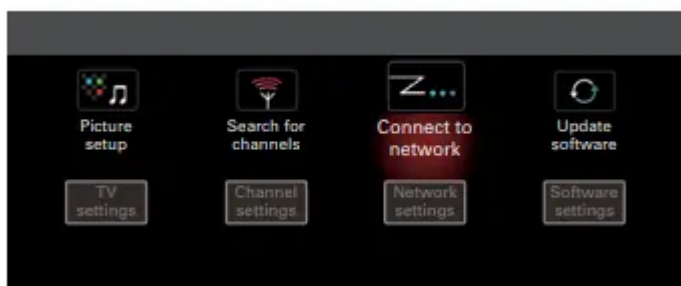 Picture
setup
Search for
channels
Connect to
network
Update
software
TV
settings
Channel
settings
Network
settings
Software
settings